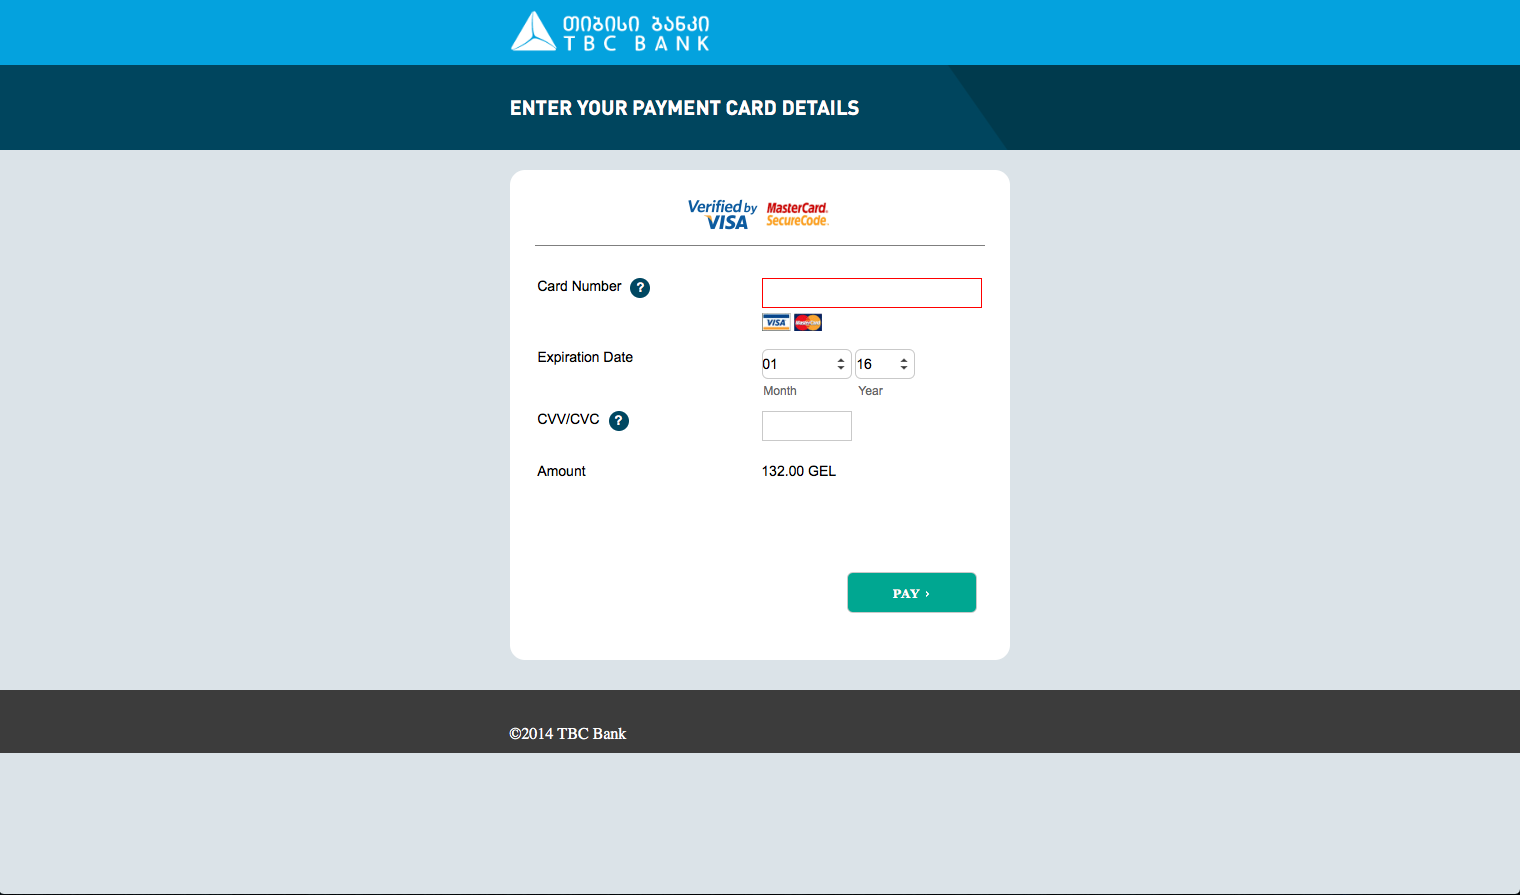 თიბისი ბანკი
TBC BANK
ENTER YOUR PAYMENT CARD DETAILS
Verified by VISA MasterCard. SecureCode.
Card Number ?
VISA MasterCard
Expiration Date 01 16
Month Year
CVV/CVC ?
Amount 132.00 GEL
PAY ›
©2014 TBC Bank